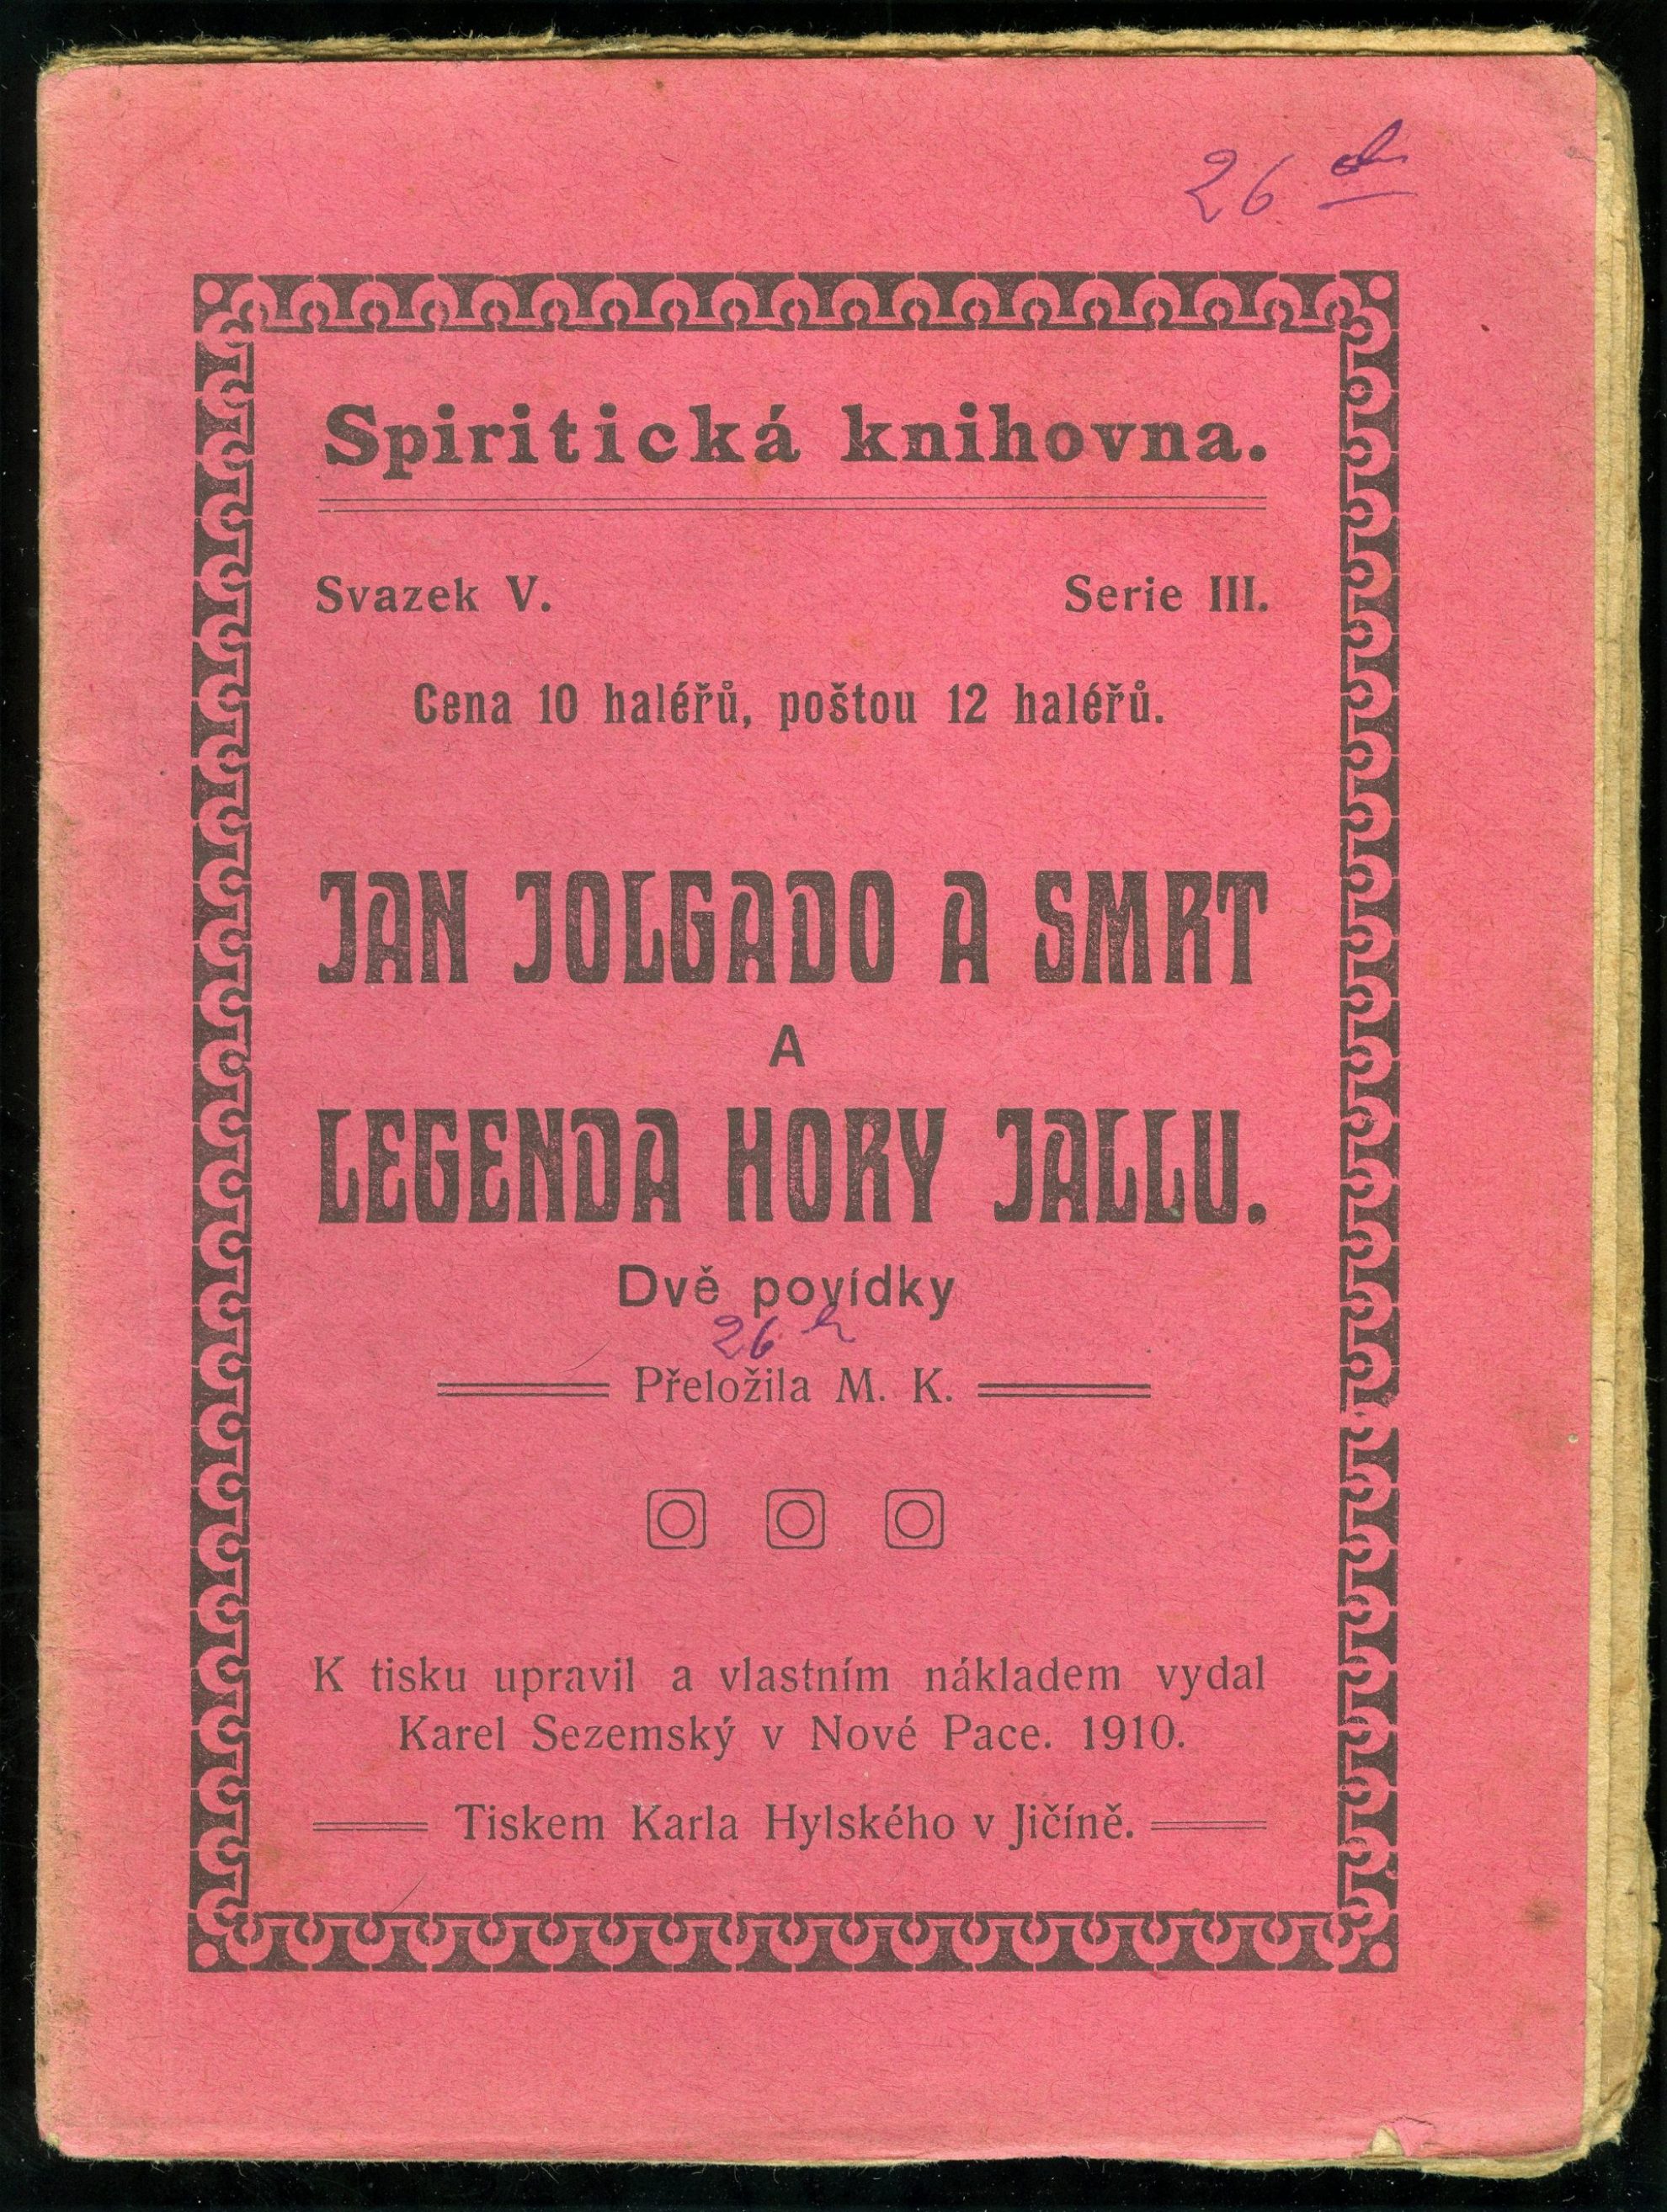 26 h
Spiritická knihovna.
Svazek V. Serie III.
Cena 10 haléřů, poštou 12 haléřů.
JAN JOLGADO A SMRT
A
LEGENDA HORY JALLU.
Dvě povídky
26 h
Přeložila M. K.
K tisku upravil a vlastním nákladem vydal
Karel Sezemský v Nové Pace. 1910.
Tiskem Karla Hylského v Jičíně.